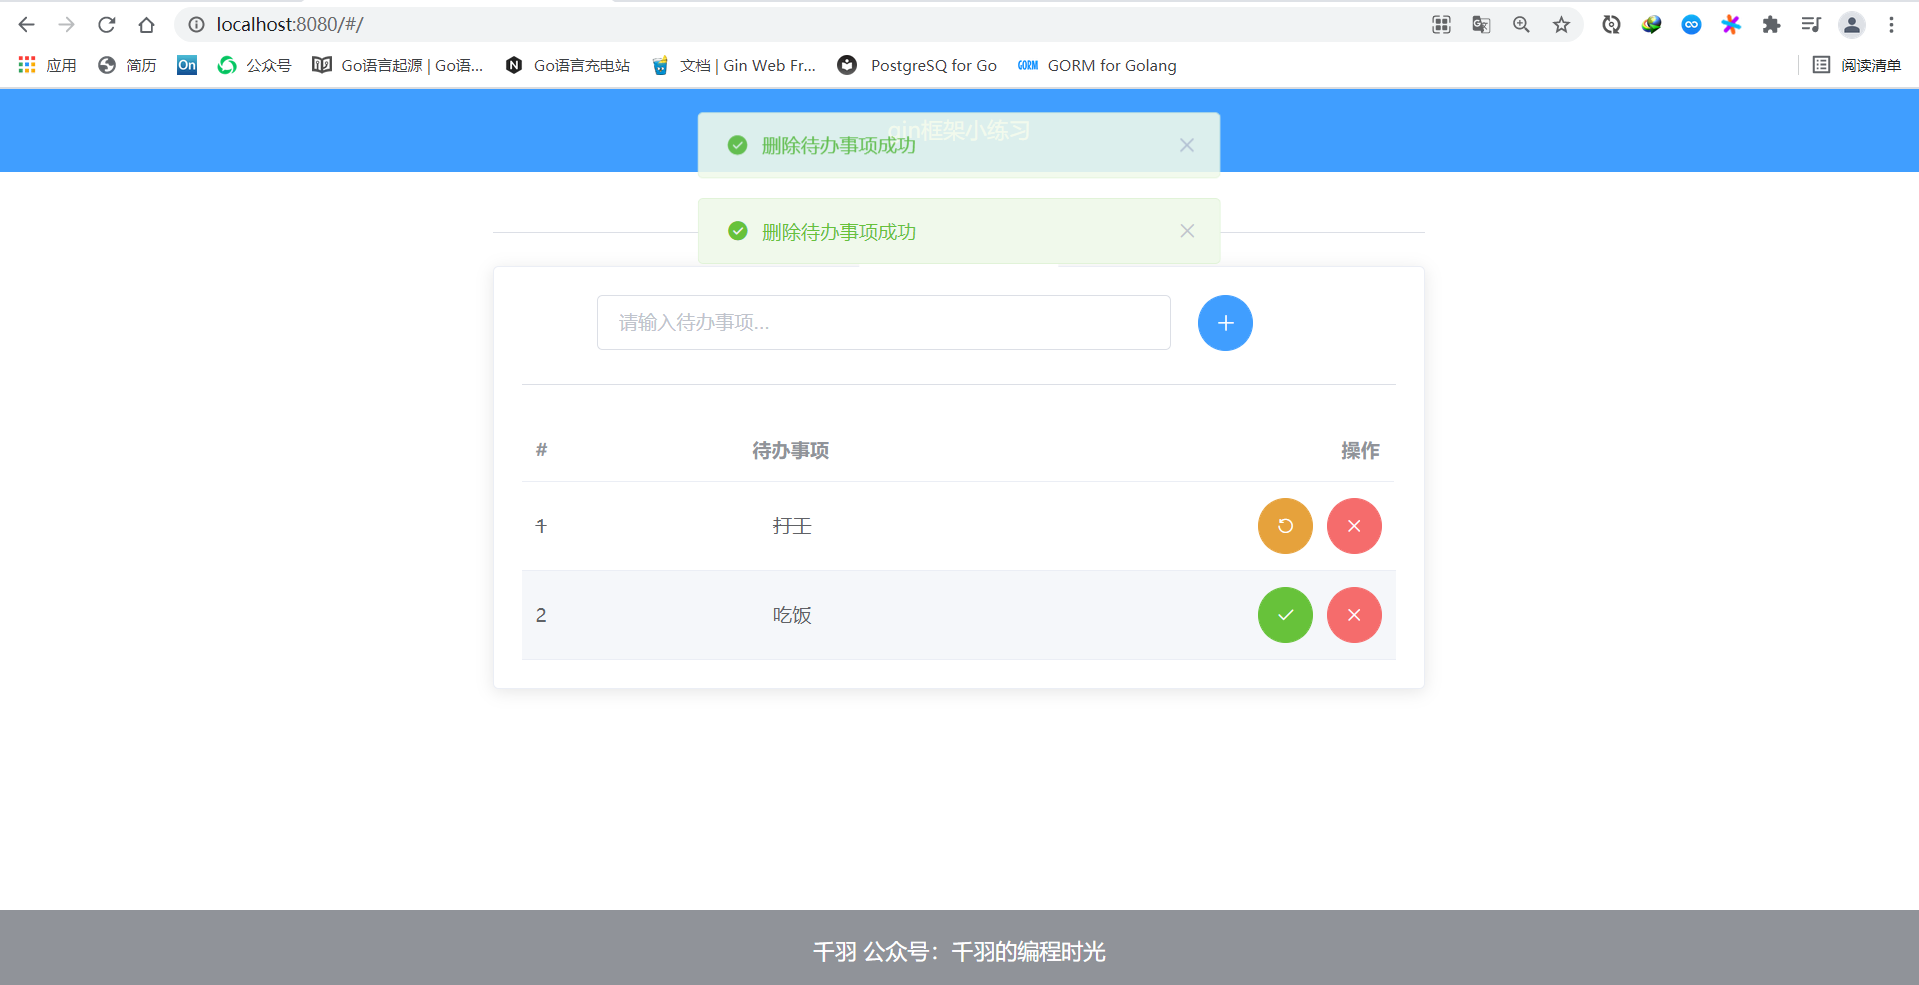 localhost:8080/#/
应用
简历
On
公众号
Go语言起源 | Go语...
N
Go语言充电站
文档 | Gin Web Fr...
PostgreSQ for Go
GORM
GORM for Golang
阅读清单
gin框架小练习
删除待办事项成功
删除待办事项成功
请输入待办事项...
# 待办事项 操作
1 打王
2 吃饭
千羽 公众号：千羽的编程时光